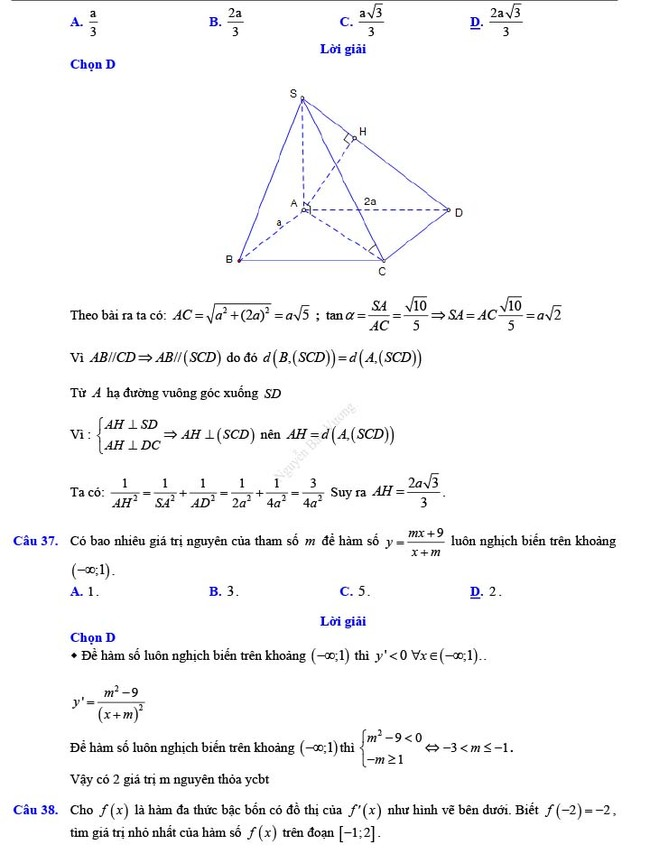 A. a/3 B. 2a/3 C. a√3/3 D. 2a√3/3
Lời giải
Chọn D
S
H
A 2a
D
a
B
C
Theo bài ra ta có: AC = √(a² + (2a)²) = a√5 ; tan α = SA/AC = √10/5 ⇒ SA = AC √10/5 = a√2
Vì AB//CD ⇒ AB//(SCD) do đó d(B,(SCD)) = d(A,(SCD))
Từ A hạ đường vuông góc xuống SD
Vì : { AH ⊥ SD
AH ⊥ DC ⇒ AH ⊥ (SCD) nên AH = d(A,(SCD))
Ta có: 1/AH² = 1/SA² + 1/AD² = 1/2a² + 1/4a² = 3/4a² Suy ra AH = 2a√3/3.
Câu 37. Có bao nhiêu giá trị nguyên của tham số m để hàm số y = (mx+9)/(x+m) luôn nghịch biến trên khoảng
(−∞;1).
A. 1. B. 3. C. 5. D. 2.
Lời giải
Chọn D
♦ Để hàm số luôn nghịch biến trên khoảng (−∞;1) thì y' < 0 ∀x ∈ (−∞;1)..
y' = (m² − 9)/(x+m)²
Để hàm số luôn nghịch biến trên khoảng (−∞;1) thì { m² − 9 < 0
−m ≥ 1 ⇔ −3 < m ≤ −1.
Vậy có 2 giá trị m nguyên thỏa ycbt
Câu 38. Cho f(x) là hàm đa thức bậc bốn có đồ thị của f'(x) như hình vẽ bên dưới. Biết f(−2) = −2,
tìm giá trị nhỏ nhất của hàm số f(x) trên đoạn [−1;2].